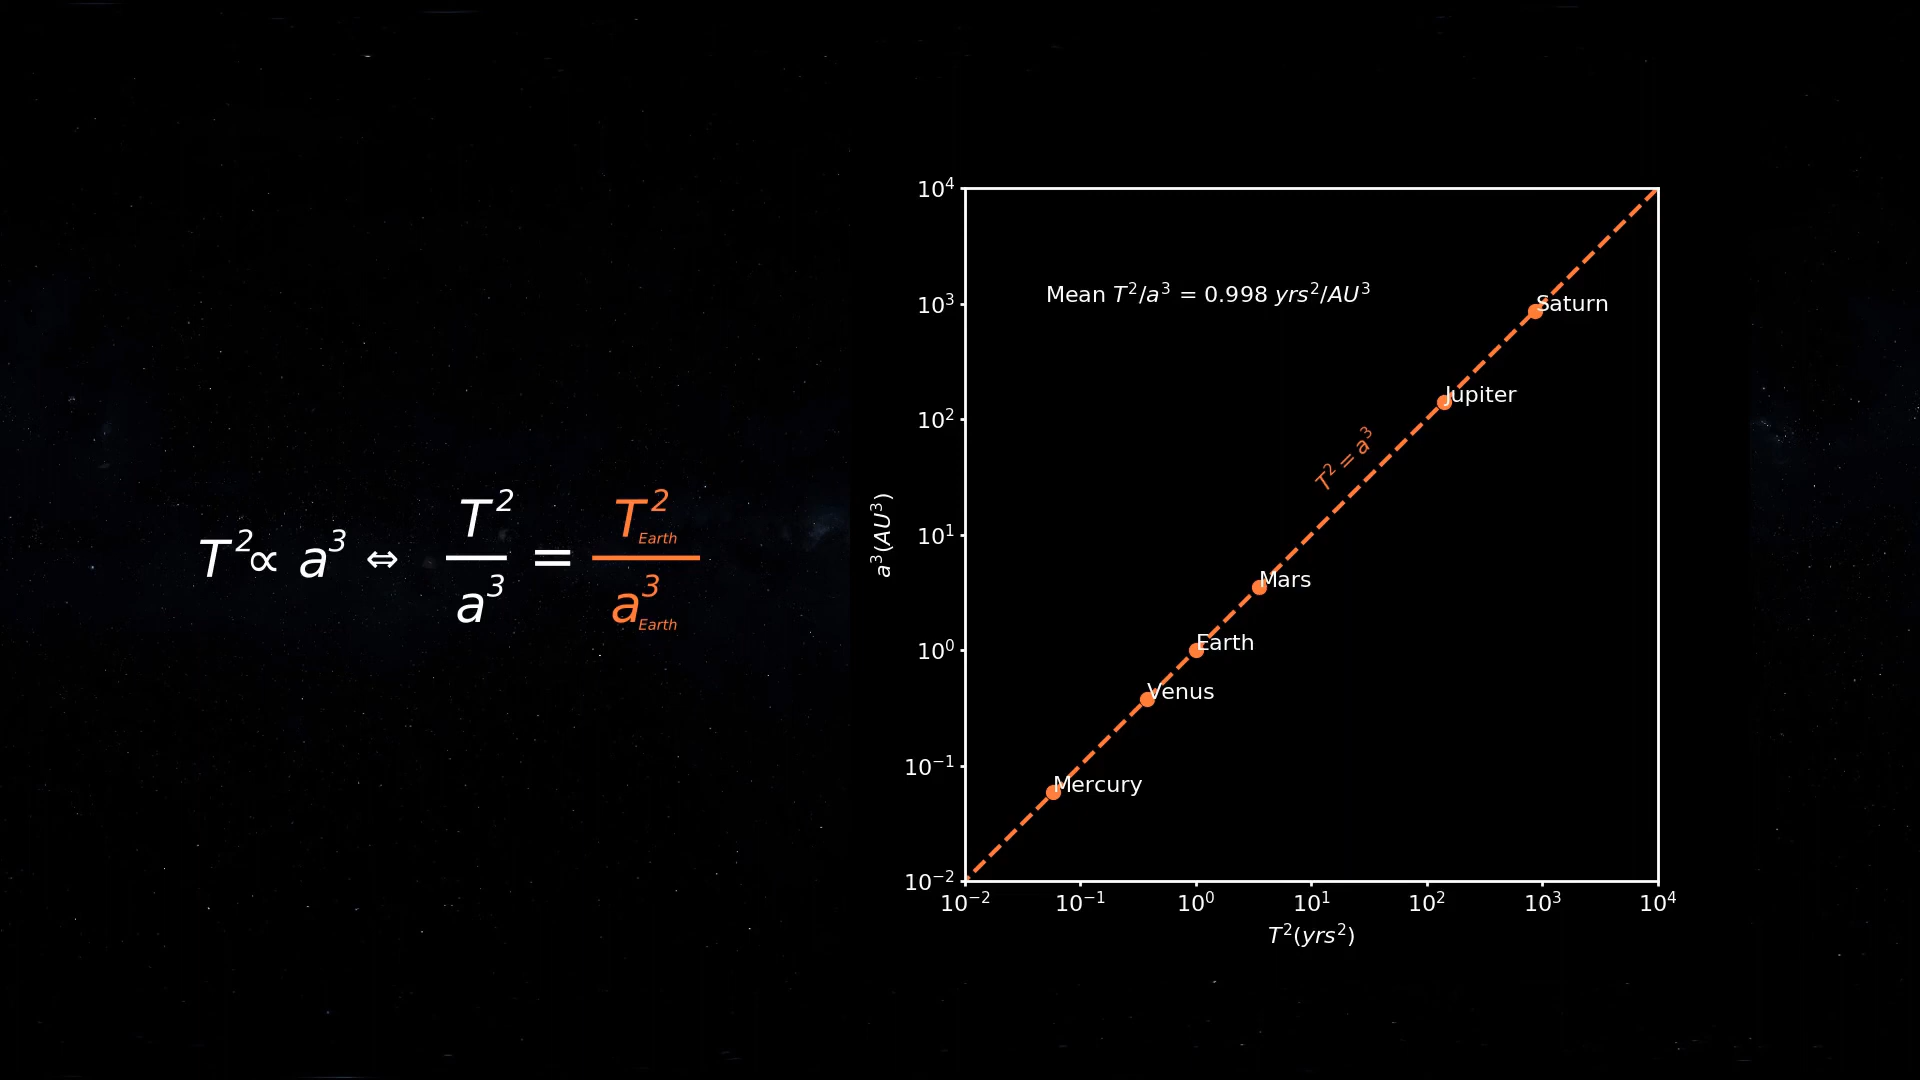 T² ∝ a³ ⇔ T²/a³ = T²_Earth/a³_Earth
10⁴
Mean T²/a³ = 0.998 yrs²/AU³
10³
Saturn
Jupiter
10²
T² = a³
a³(AU³)
10¹
Mars
10⁰
Earth
Venus
10⁻¹
Mercury
10⁻²
10⁻² 10⁻¹ 10⁰ 10¹ 10² 10³ 10⁴
T²(yrs²)